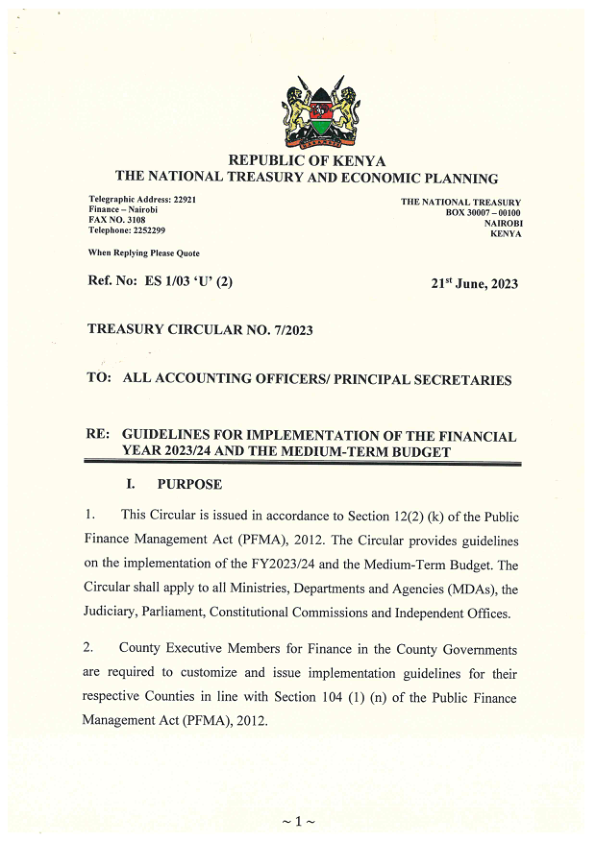 REPUBLIC OF KENYA
THE NATIONAL TREASURY AND ECONOMIC PLANNING
Telegraphic Address: 22921
Finance – Nairobi
FAX NO. 3108
Telephone: 2252299
When Replying Please Quote
THE NATIONAL TREASURY
BOX 30007 – 00100
NAIROBI
KENYA
Ref. No: ES 1/03 ‘U’ (2)
21st June, 2023
TREASURY CIRCULAR NO. 7/2023
TO: ALL ACCOUNTING OFFICERS/ PRINCIPAL SECRETARIES
RE: GUIDELINES FOR IMPLEMENTATION OF THE FINANCIAL
YEAR 2023/24 AND THE MEDIUM-TERM BUDGET
I. PURPOSE
1. This Circular is issued in accordance to Section 12(2) (k) of the Public
Finance Management Act (PFMA), 2012. The Circular provides guidelines
on the implementation of the FY2023/24 and the Medium-Term Budget. The
Circular shall apply to all Ministries, Departments and Agencies (MDAs), the
Judiciary, Parliament, Constitutional Commissions and Independent Offices.
2. County Executive Members for Finance in the County Governments
are required to customize and issue implementation guidelines for their
respective Counties in line with Section 104 (1) (n) of the Public Finance
Management Act (PFMA), 2012.
~ 1 ~